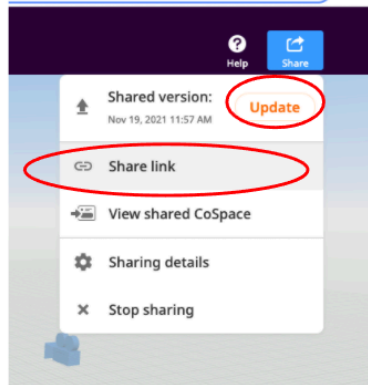 Help
Share
Shared version:
Update
Nov 19, 2021 11:57 AM
Share link
View shared CoSpace
Sharing details
Stop sharing